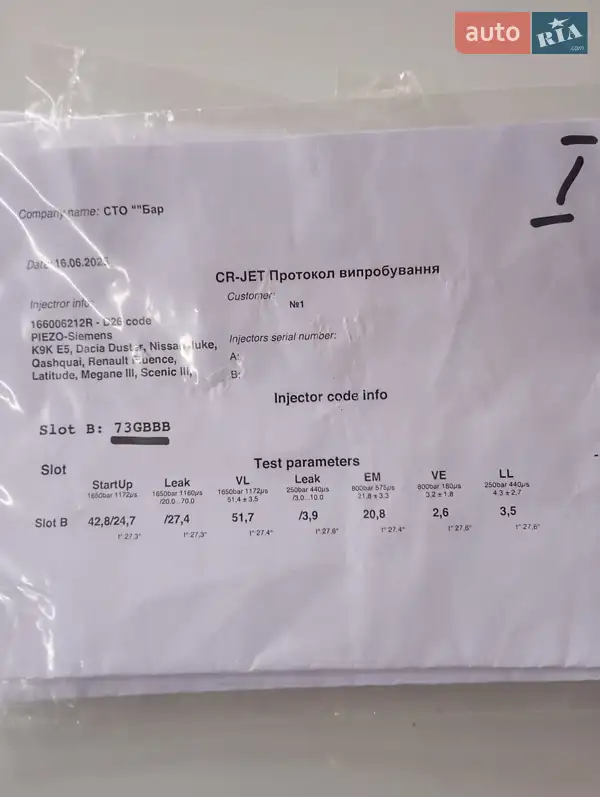 auto RIA.com
I
Company name: СТО ""Бар
Date: 16.06.202
CR-JET Протокол випробування
Injectror info
Customer:
№1
166006212R - C26 code
PIEZO-Siemens
K9K E5, Dacia Duster, Nissan Juke,
Qashquai, Renault Fluence,
Latitude, Megane III, Scenic III,
Injectors serial number:
A:
B:
Injector code info
Slot B: 73GBBB
Test parameters
Slot StartUp Leak VL Leak EM VE LL
1650bar 1172µs 1650bar 1160µs 1650bar 1172µs 250bar 440µs 800bar 575µs 800bar 180µs 250bar 440µs
/20.0...70.0 51,4 ± 3,5 /3.0...10.0 21,8 ± 3,3 3,2 ± 1,8 4,3 ± 2,7
Slot B 42,8/24,7 /27,4 51,7 /3,9 20,8 2,6 3,5
t° 27,3° t° 27,3° t° 27,4° t° 27,6° t° 27,4° t° 27,6° t° 27,6°